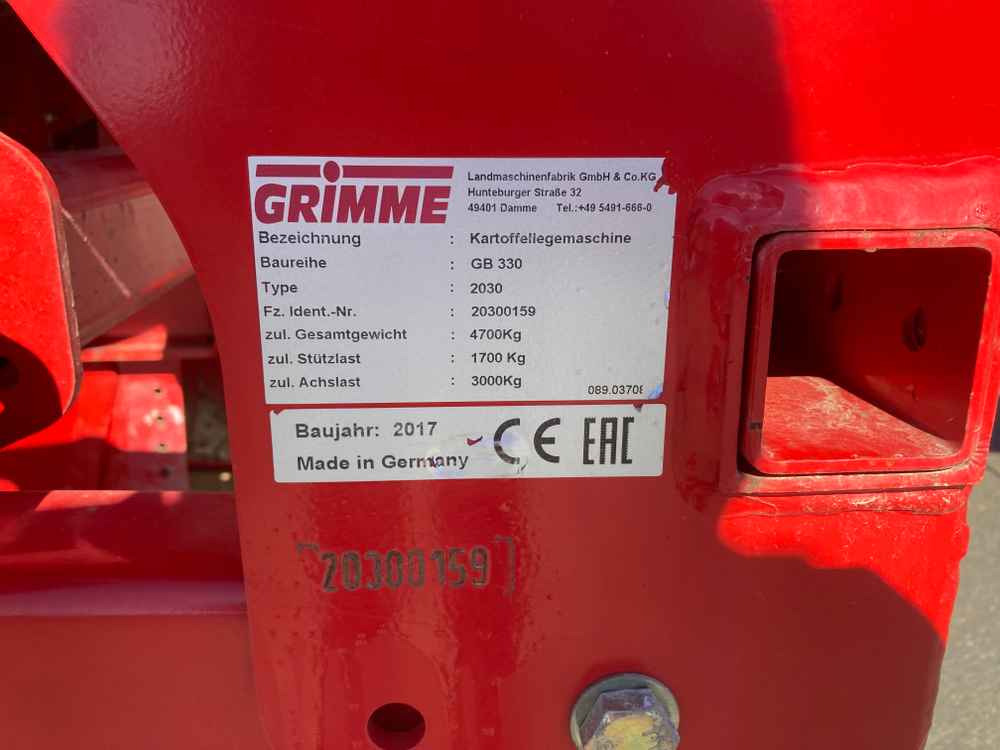 GRIMME
Landmaschinenfabrik GmbH & Co.KG
Hunteburger Straße 32
49401 Damme Tel.:+49 5491-666-0
Bezeichnung : Kartoffellegemaschine
Baureihe : GB 330
Type : 2030
Fz. Ident.-Nr. : 20300159
zul. Gesamtgewicht : 4700Kg
zul. Stützlast : 1700 Kg
zul. Achslast : 3000Kg
089.03708
Baujahr: 2017
Made in Germany
CE EAC
20300159